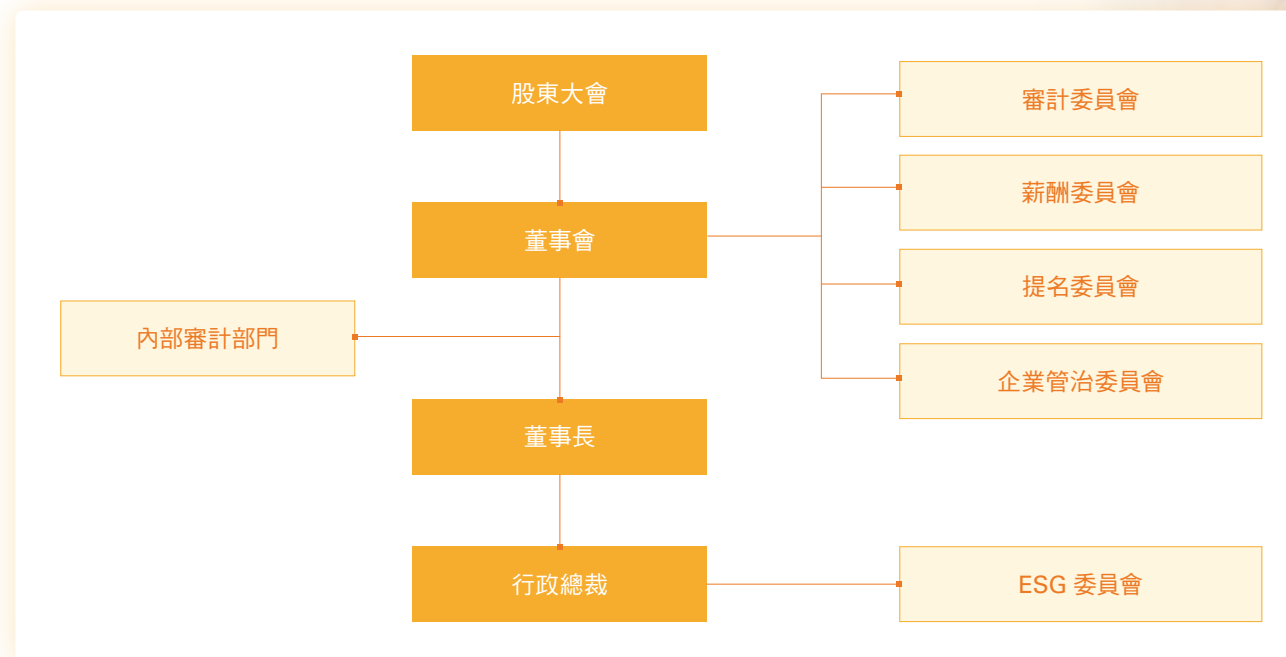 股東大會
董事會
內部審計部門
董事長
行政總裁
審計委員會
薪酬委員會
提名委員會
企業管治委員會
ESG 委員會